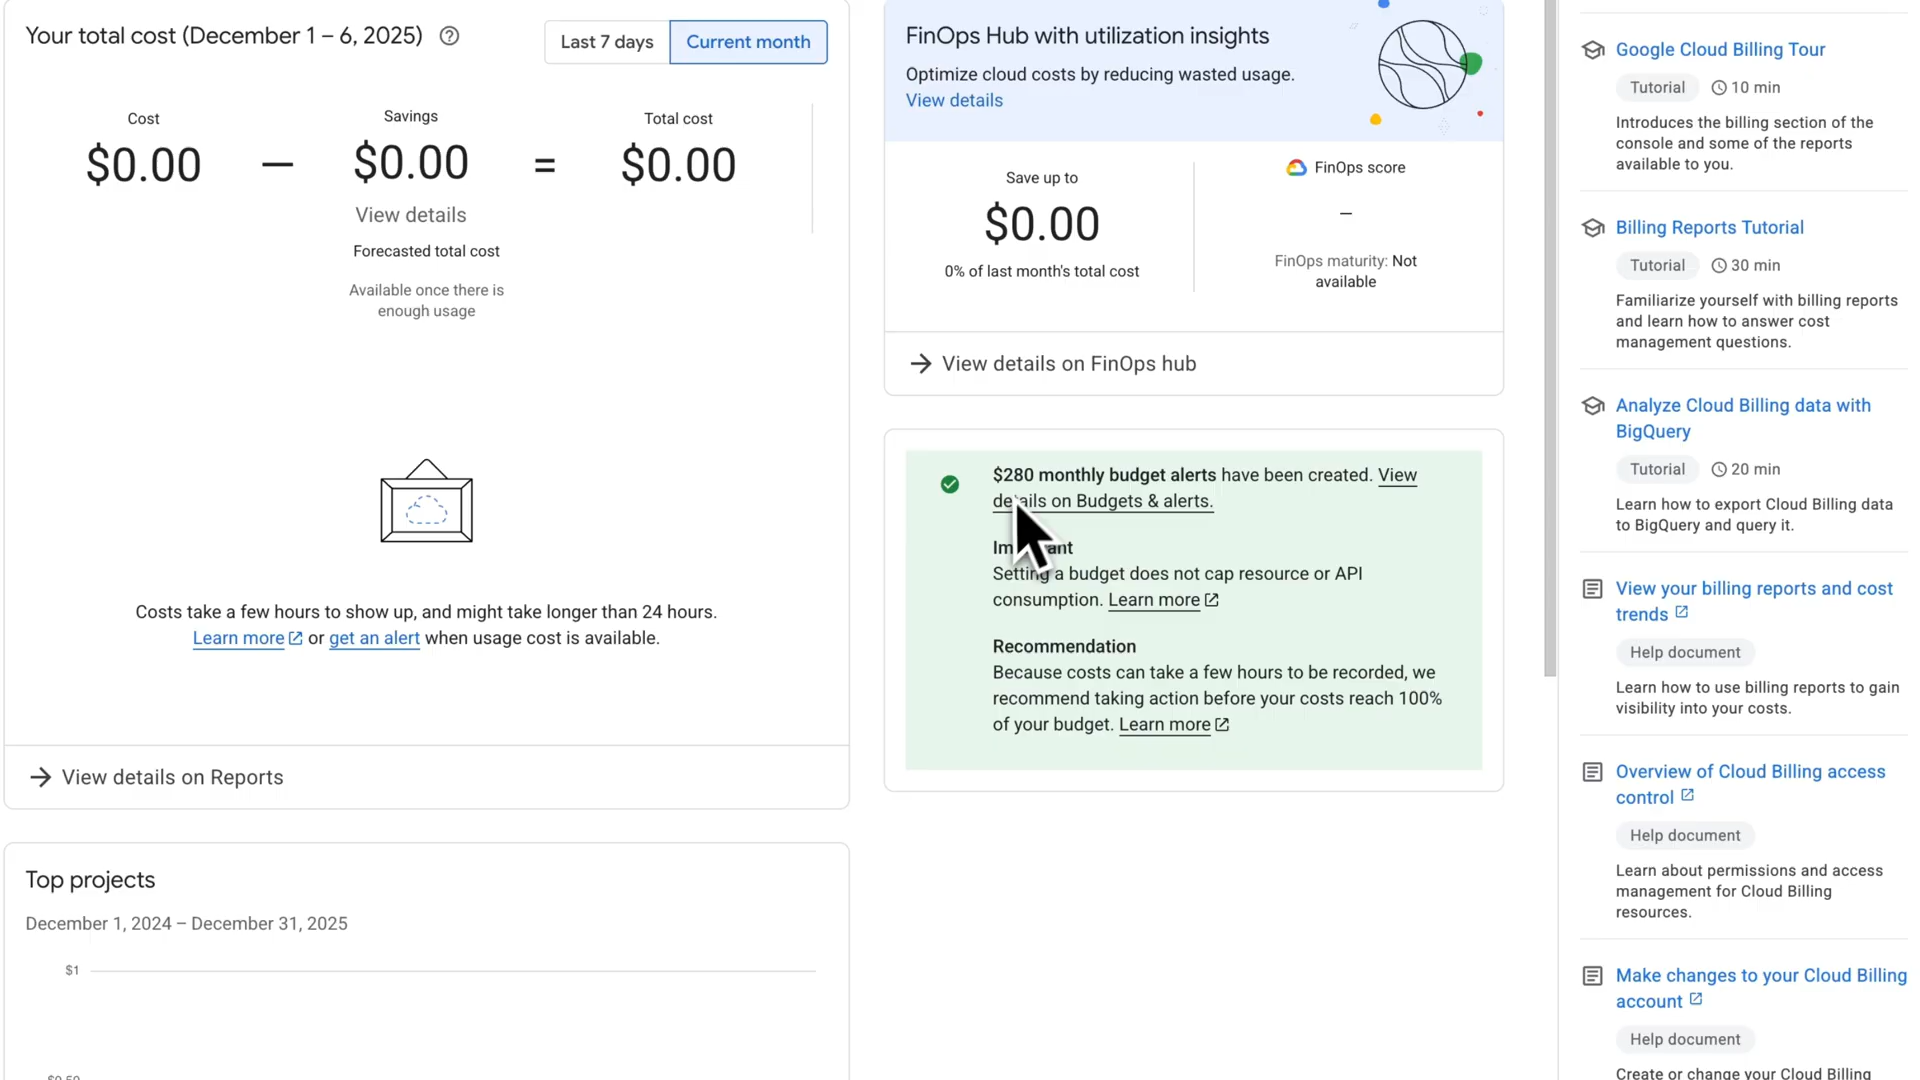 Your total cost (December 1 – 6, 2025)
Last 7 days
Current month
Cost
$0.00
–
Savings
$0.00
View details
=
Total cost
$0.00
Forecasted total cost
Available once there is
enough usage
Costs take a few hours to show up, and might take longer than 24 hours.
Learn more or get an alert when usage cost is available.
View details on Reports
Top projects
December 1, 2024 – December 31, 2025
$1
$0.50
FinOps Hub with utilization insights
Optimize cloud costs by reducing wasted usage.
View details
Save up to
$0.00
0% of last month's total cost
FinOps score
–
FinOps maturity: Not
available
View details on FinOps hub
$280 monthly budget alerts have been created. View
details on Budgets & alerts.
Important
Setting a budget does not cap resource or API
consumption. Learn more
Recommendation
Because costs can take a few hours to be recorded, we
recommend taking action before your costs reach 100%
of your budget. Learn more
Google Cloud Billing Tour
Tutorial 10 min
Introduces the billing section of the
console and some of the reports
available to you.
Billing Reports Tutorial
Tutorial 30 min
Familiarize yourself with billing reports
and learn how to answer cost
management questions.
Analyze Cloud Billing data with
BigQuery
Tutorial 20 min
Learn how to export Cloud Billing data
to BigQuery and query it.
View your billing reports and cost
trends
Help document
Learn how to use billing reports to gain
visibility into your costs.
Overview of Cloud Billing access
control
Help document
Learn about permissions and access
management for Cloud Billing
resources.
Make changes to your Cloud Billing
account
Help document
Create or change your Cloud Billing